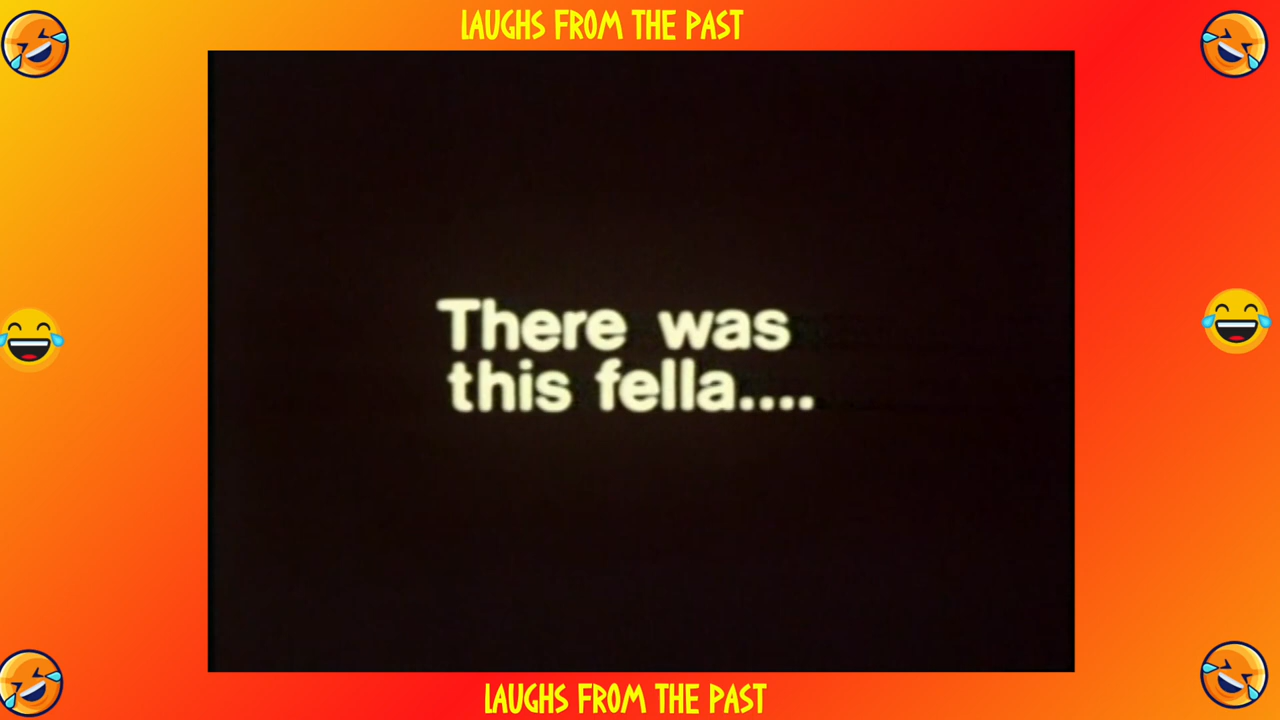 LAUGHS FROM THE PAST
There was
this fella....
LAUGHS FROM THE PAST